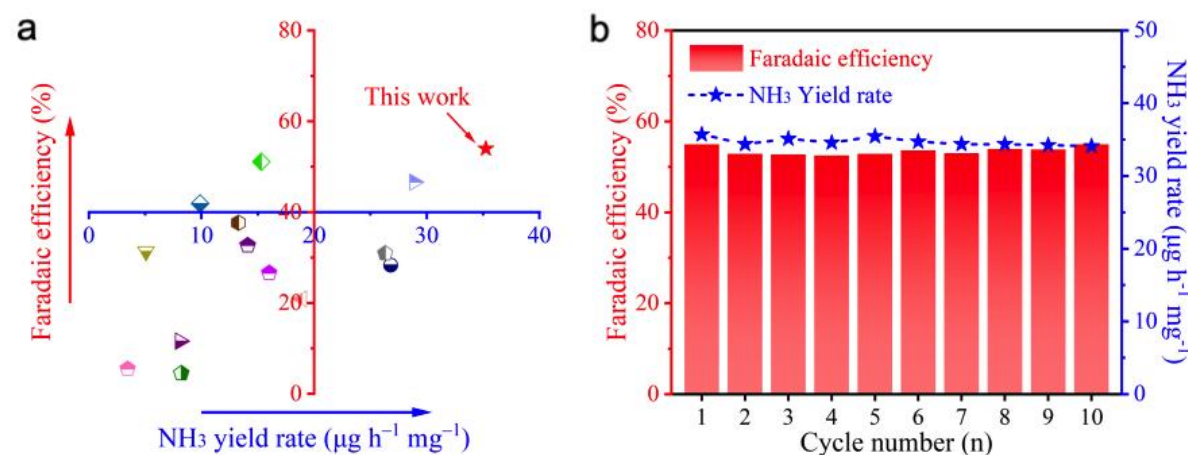 a
Faradaic efficiency (%)
80
60
40
20
0
0
10
20
30
40
This work
NH₃ yield rate (μg h⁻¹ mg⁻¹)
b
Faradaic efficiency (%)
80
60
40
20
0
Faradaic efficiency
NH₃ Yield rate
1 2 3 4 5 6 7 8 9 10
Cycle number (n)
50
40
30
20
10
0
NH₃ yield rate (μg h⁻¹ mg⁻¹)